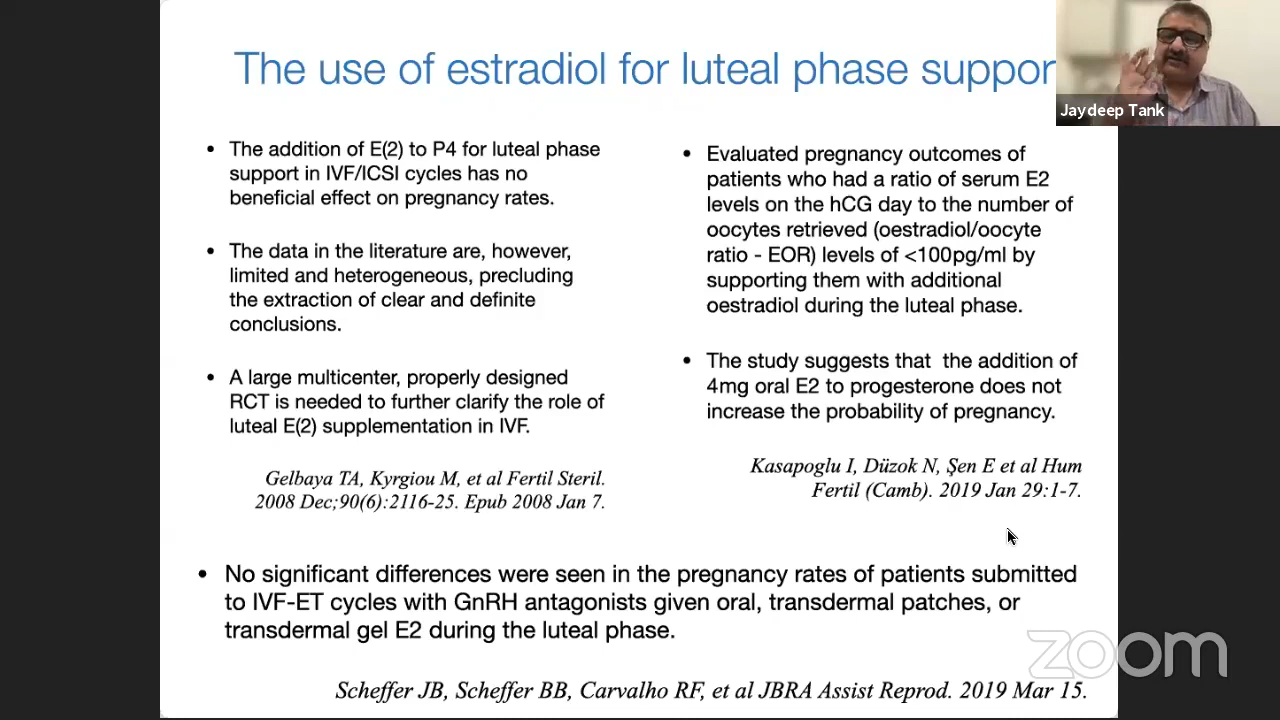 The use of estradiol for luteal phase suppor
Jaydeep Tank
• The addition of E(2) to P4 for luteal phase
support in IVF/ICSI cycles has no
beneficial effect on pregnancy rates.
• The data in the literature are, however,
limited and heterogeneous, precluding
the extraction of clear and definite
conclusions.
• A large multicenter, properly designed
RCT is needed to further clarify the role of
luteal E(2) supplementation in IVF.
Gelbaya TA, Kyrgiou M, et al Fertil Steril.
2008 Dec;90(6):2116-25. Epub 2008 Jan 7.
• Evaluated pregnancy outcomes of
patients who had a ratio of serum E2
levels on the hCG day to the number of
oocytes retrieved (oestradiol/oocyte
ratio - EOR) levels of <100pg/ml by
supporting them with additional
oestradiol during the luteal phase.
• The study suggests that the addition of
4mg oral E2 to progesterone does not
increase the probability of pregnancy.
Kasapoglu I, Düzok N, Şen E et al Hum
Fertil (Camb). 2019 Jan 29:1-7.
• No significant differences were seen in the pregnancy rates of patients submitted
to IVF-ET cycles with GnRH antagonists given oral, transdermal patches, or
transdermal gel E2 during the luteal phase.
Scheffer JB, Scheffer BB, Carvalho RF, et al JBRA Assist Reprod. 2019 Mar 15.
zoom